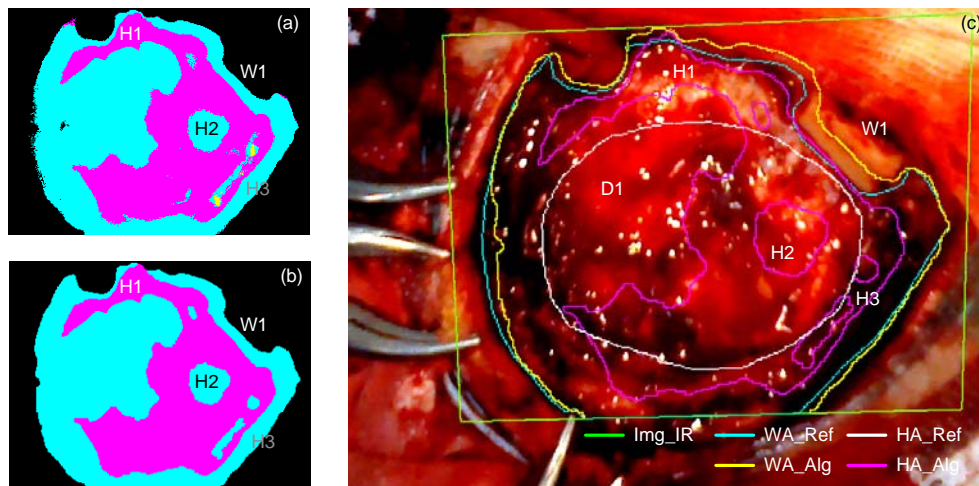 (a)
H1
W1
H2
H3
(b)
H1
W1
H2
H3
(c)
H1
W1
D1
H2
H3
Img_IR WA_Ref HA_Ref
WA_Alg HA_Alg